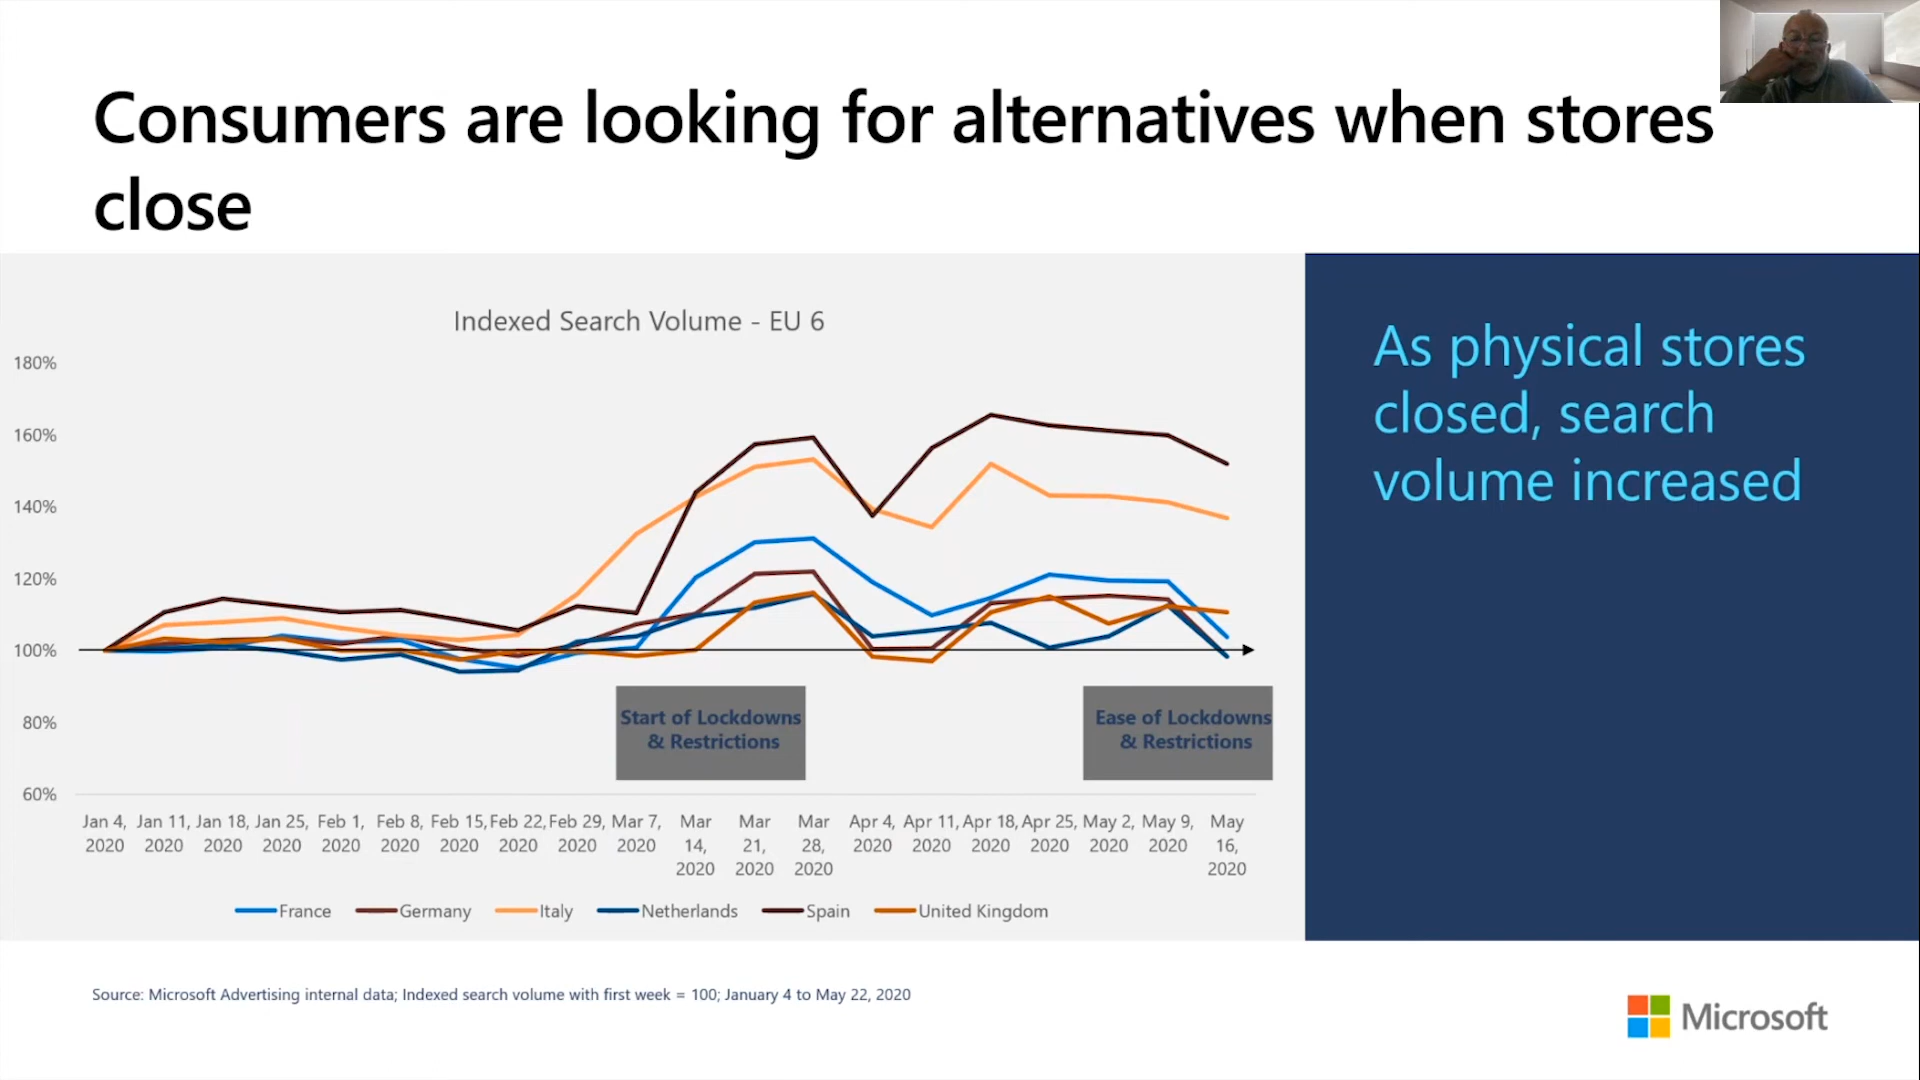 Consumers are looking for alternatives when stores
close
Indexed Search Volume - EU 6
180%
160%
140%
120%
100%
80%
60%
Start of Lockdowns
& Restrictions
Ease of Lockdowns
& Restrictions
Jan 4, 2020
Jan 11, 2020
Jan 18, 2020
Jan 25, 2020
Feb 1, 2020
Feb 8, 2020
Feb 15, 2020
Feb 22, 2020
Feb 29, 2020
Mar 7, 2020
Mar 14, 2020
Mar 21, 2020
Mar 28, 2020
Apr 4, 2020
Apr 11, 2020
Apr 18, 2020
Apr 25, 2020
May 2, 2020
May 9, 2020
May 16, 2020
France Germany Italy Netherlands Spain United Kingdom
As physical stores
closed, search
volume increased
Source: Microsoft Advertising internal data; Indexed search volume with first week = 100; January 4 to May 22, 2020
Microsoft